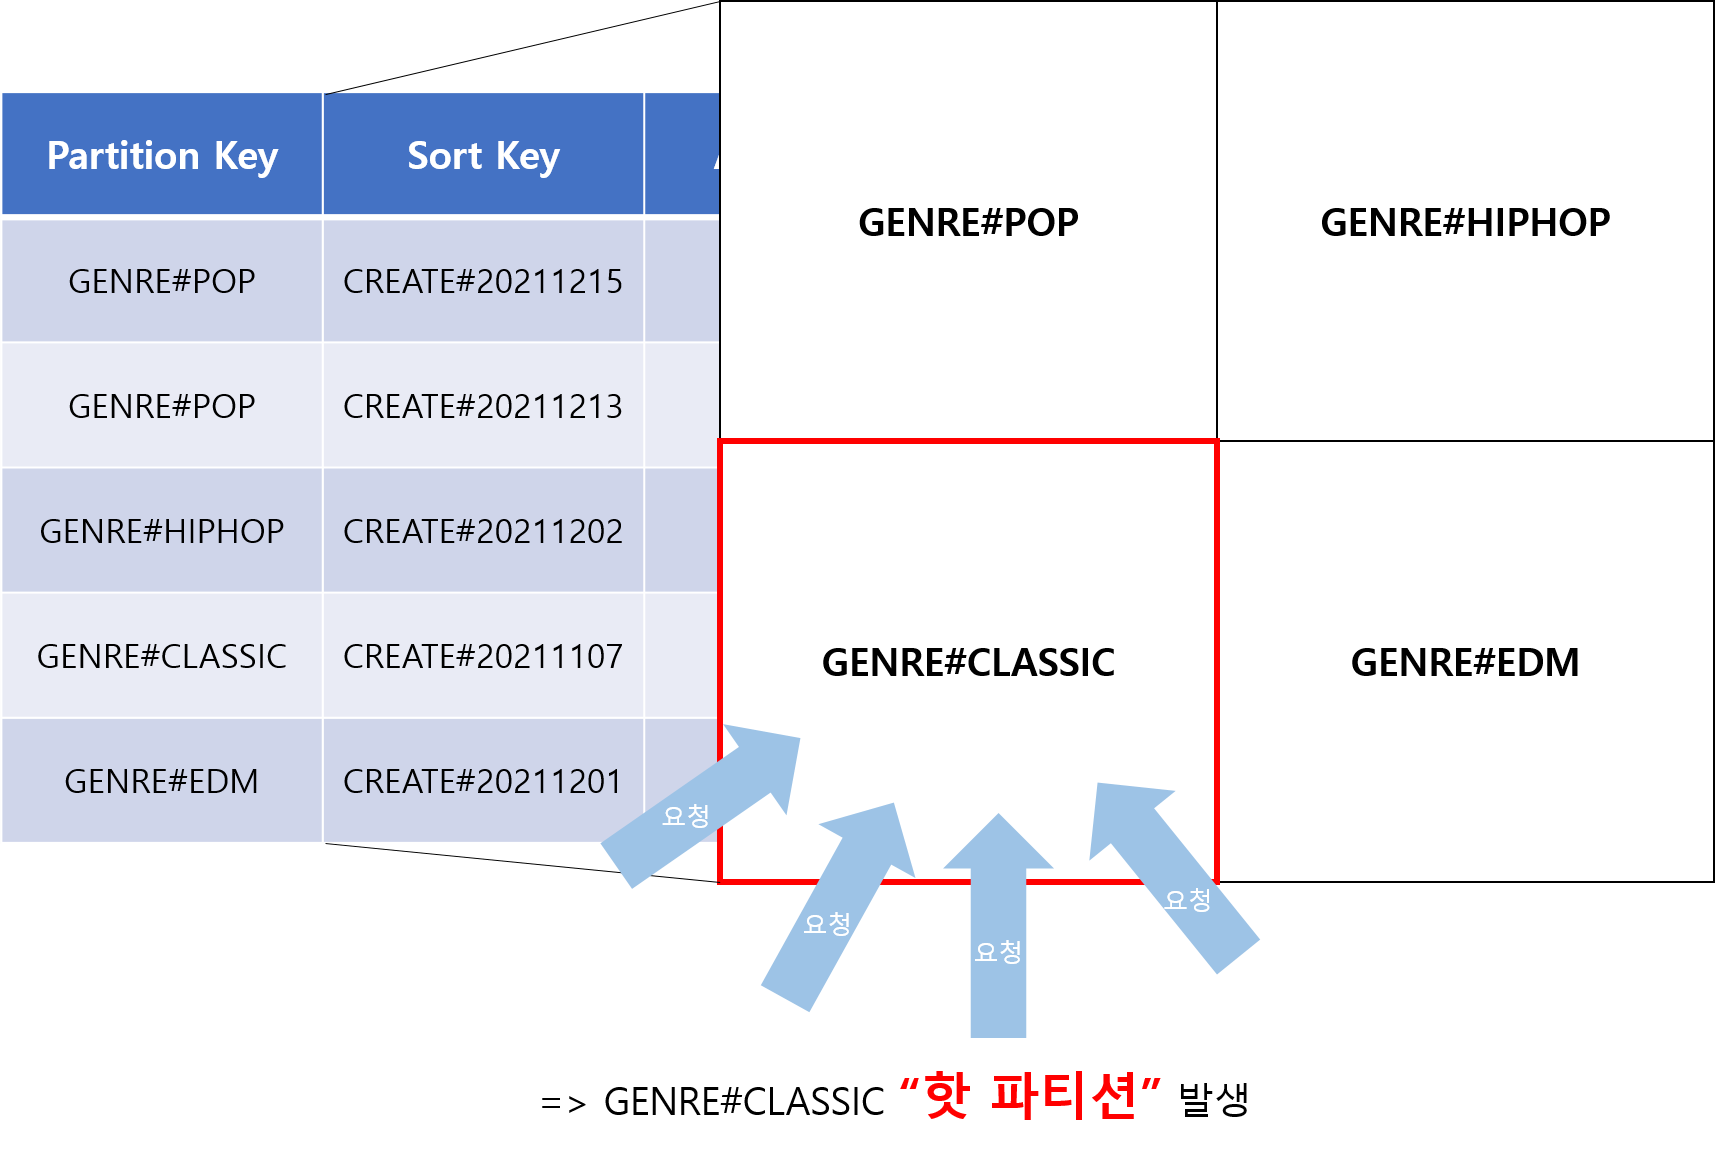 Partition Key Sort Key
GENRE#POP CREATE#20211215
GENRE#POP CREATE#20211213
GENRE#HIPHOP CREATE#20211202
GENRE#CLASSIC CREATE#20211107
GENRE#EDM CREATE#20211201
GENRE#POP GENRE#HIPHOP
GENRE#CLASSIC GENRE#EDM
요청
요청
요청
요청
=> GENRE#CLASSIC “핫 파티션” 발생